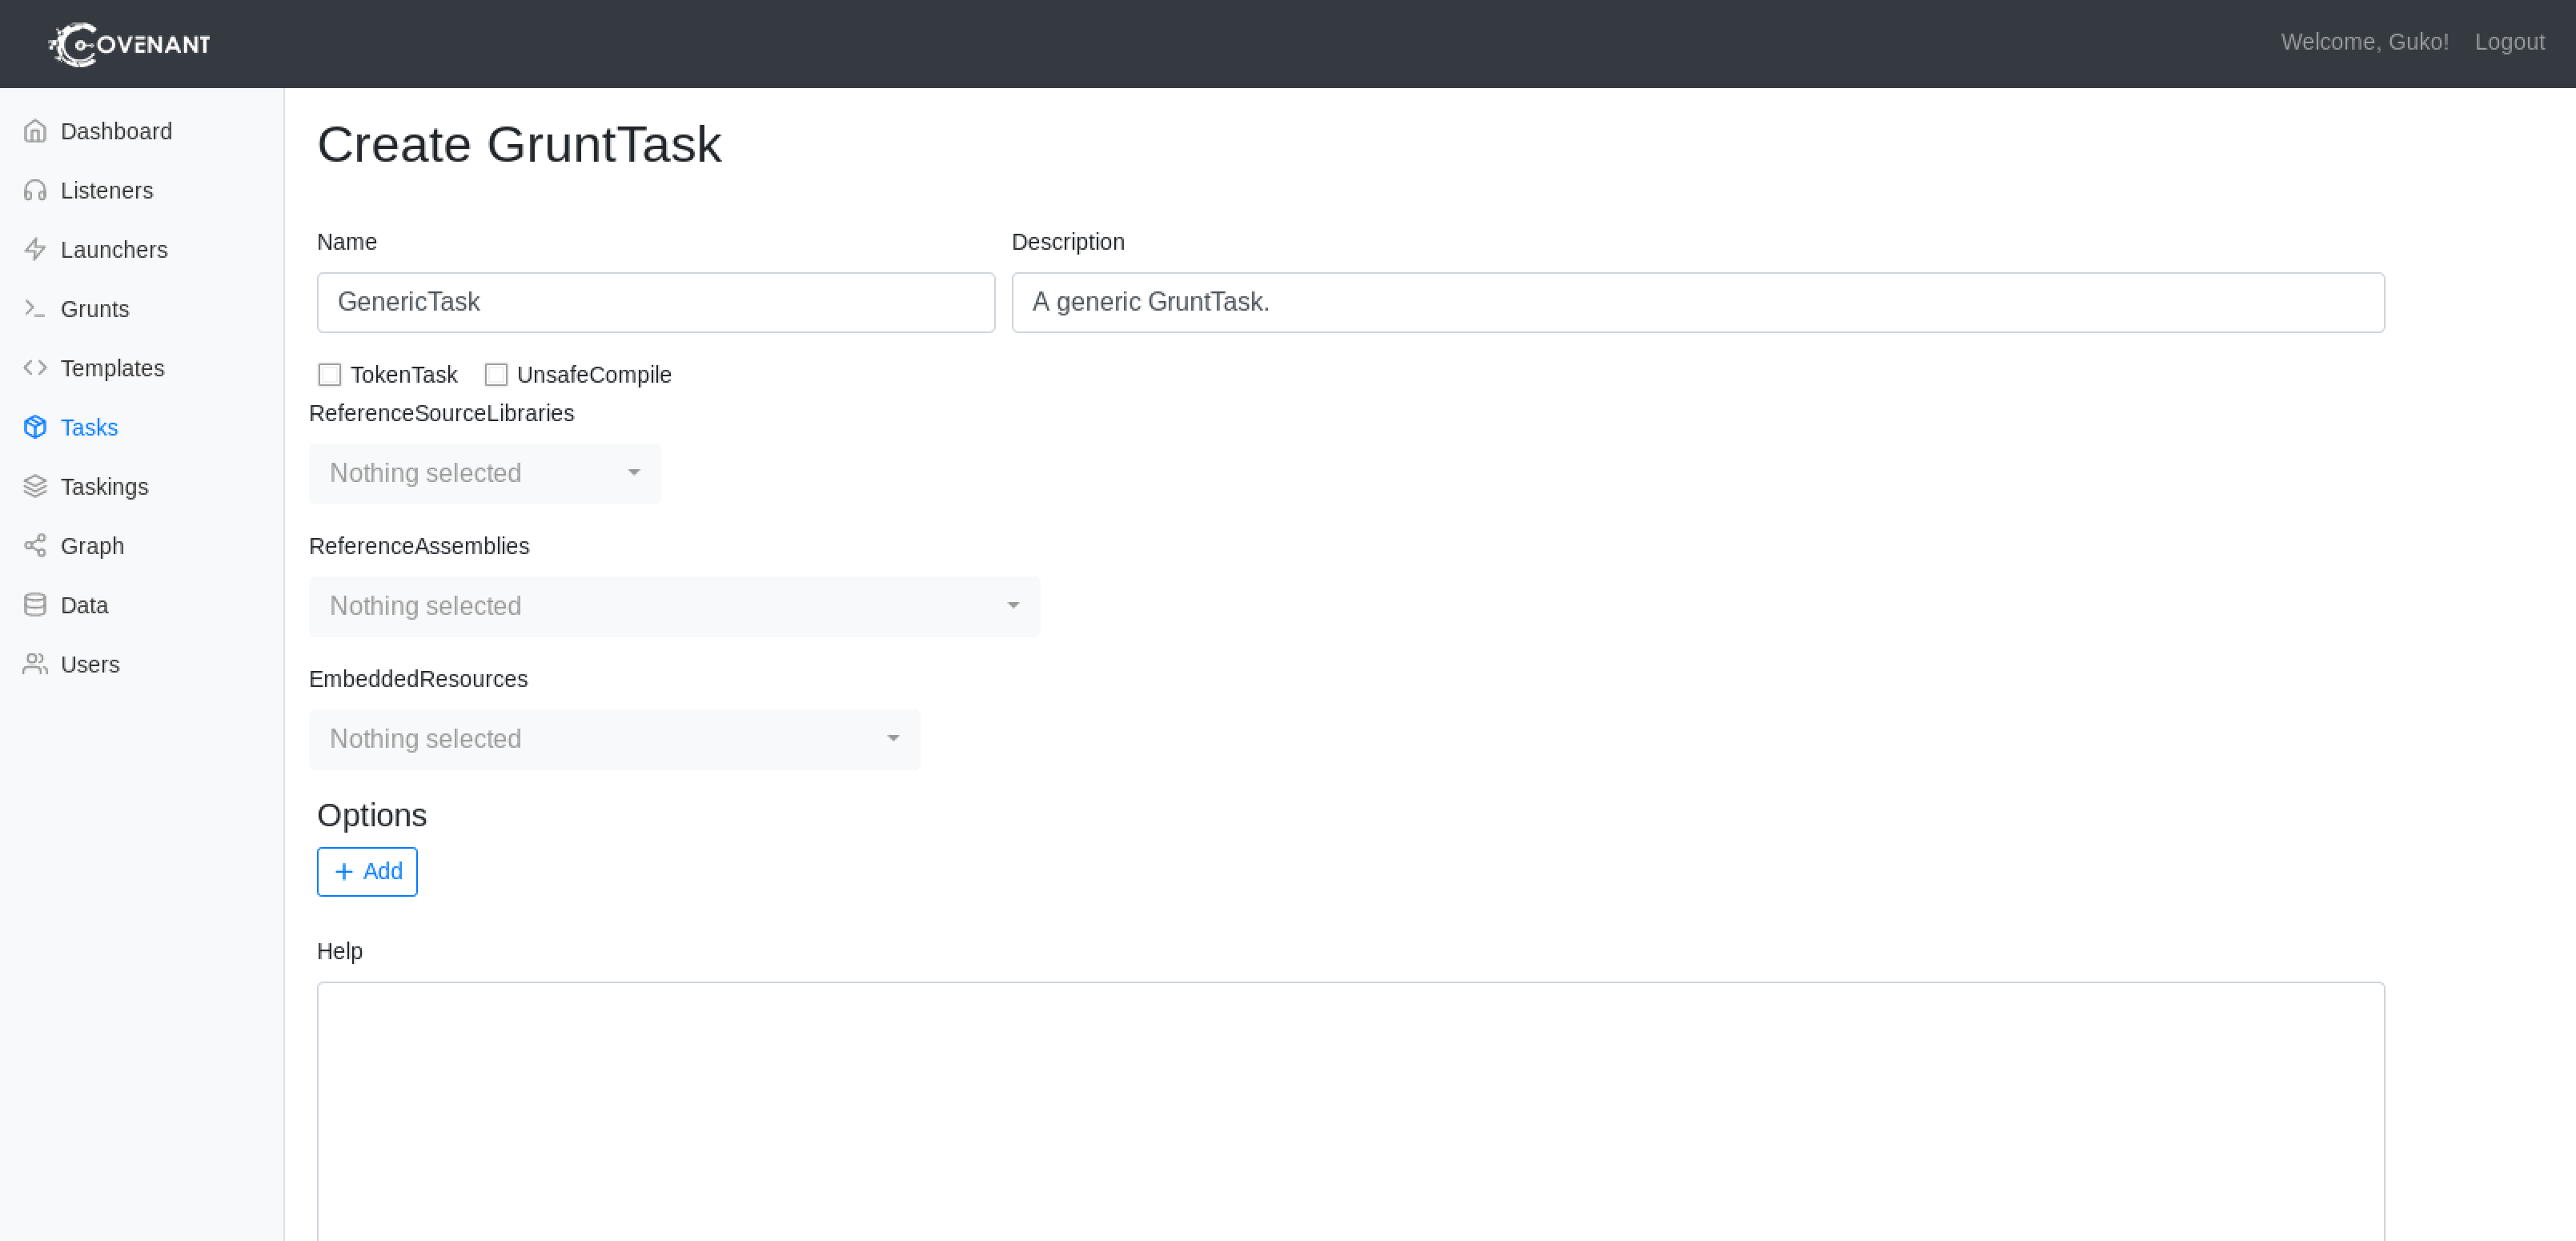 COVENANT
Welcome, Guko! Logout
Dashboard
Listeners
Launchers
Grunts
Templates
Tasks
Taskings
Graph
Data
Users
Create GruntTask
Name Description
GenericTask A generic GruntTask.
TokenTask UnsafeCompile
ReferenceSourceLibraries
Nothing selected
ReferenceAssemblies
Nothing selected
EmbeddedResources
Nothing selected
Options
+ Add
Help